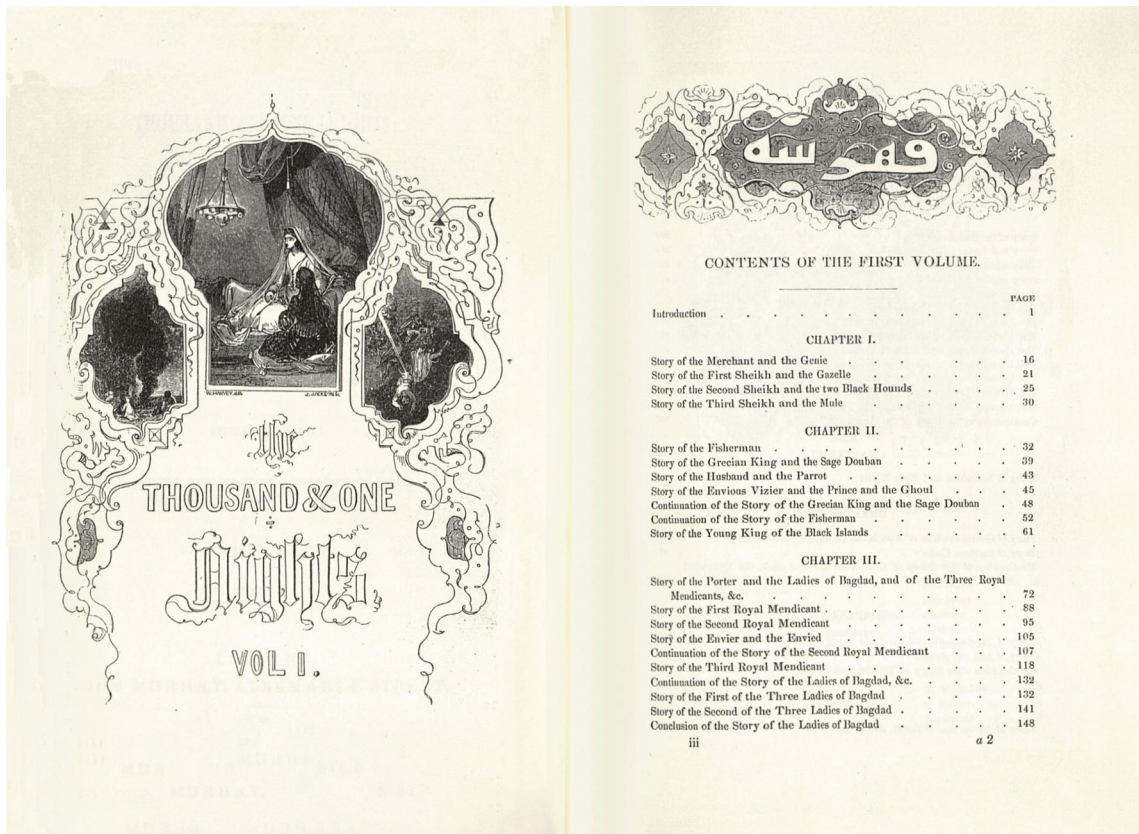 W. HARVEY. del. J. JACKSON. Sc.
the
THOUSAND & ONE
Nights,
VOL I.
فهرسه
CONTENTS OF THE FIRST VOLUME.
PAGE
Introduction . . . . . . . . . . . . 1
CHAPTER I.
Story of the Merchant and the Genie . . . . . . 16
Story of the First Sheikh and the Gazelle . . . . . . 21
Story of the Second Sheikh and the two Black Hounds . . . . 25
Story of the Third Sheikh and the Mule . . . . . . 30
CHAPTER II.
Story of the Fisherman . . . . . . . . . . 32
Story of the Grecian King and the Sage Douban . . . . . 39
Story of the Husband and the Parrot . . . . . . . 43
Story of the Envious Vizier and the Prince and the Ghoul . . . 45
Continuation of the Story of the Grecian King and the Sage Douban . 48
Continuation of the Story of the Fisherman . . . . . . 52
Story of the Young King of the Black Islands . . . . . . 61
CHAPTER III.
Story of the Porter and the Ladies of Bagdad, and of the Three Royal
Mendicants, &c. . . . . . . . . . . 72
Story of the First Royal Mendicant . . . . . . . . 88
Story of the Second Royal Mendicant . . . . . . . 95
Story of the Envier and the Envied . . . . . . . 105
Continuation of the Story of the Second Royal Mendicant . . . 107
Story of the Third Royal Mendicant . . . . . . . 118
Continuation of the Story of the Ladies of Bagdad, &c. . . . . 132
Story of the First of the Three Ladies of Bagdad . . . . . 132
Story of the Second of the Three Ladies of Bagdad . . . . . 141
Conclusion of the Story of the Ladies of Bagdad . . . . . 148
iii a 2